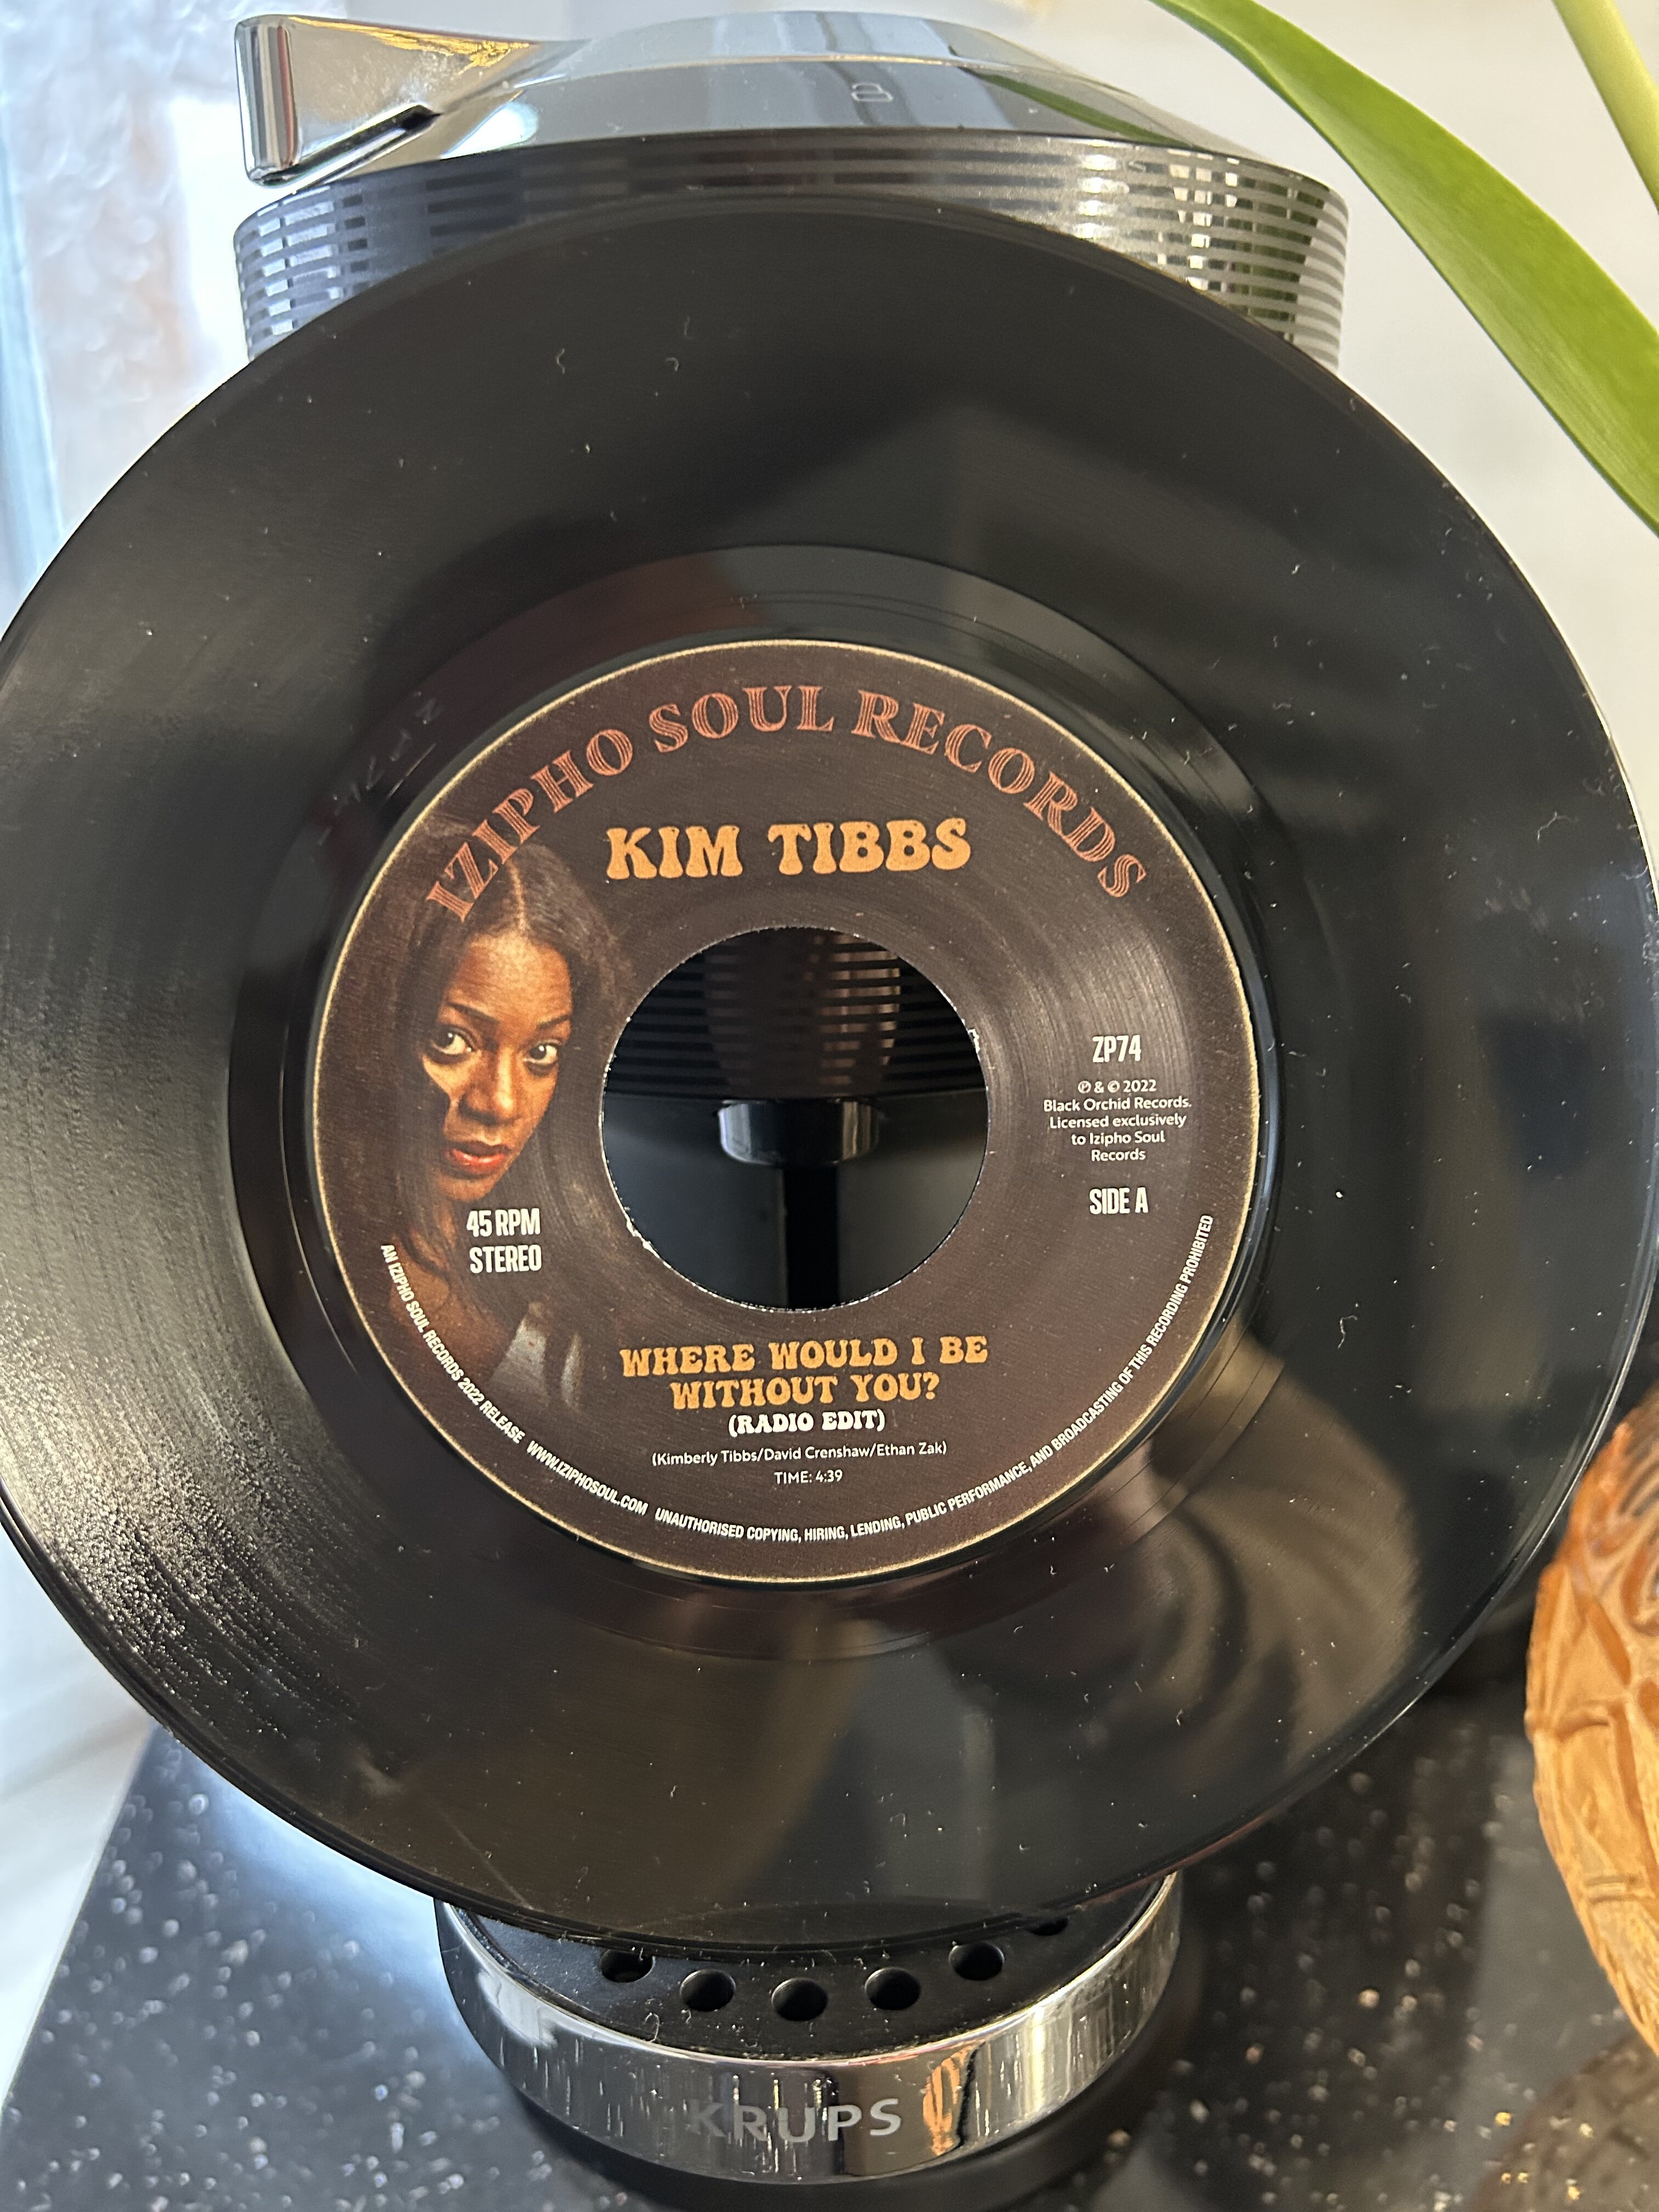 IZIPHO SOUL RECORDS
KIM TIBBS
ZP74
℗ & © 2022
Black Orchid Records.
Licensed exclusively
to Izipho Soul
Records
SIDE A
45 RPM
STEREO
WHERE WOULD I BE
WITHOUT YOU?
(RADIO EDIT)
(Kimberly Tibbs/David Crenshaw/Ethan Zak)
TIME: 4:39
AN IZIPHO SOUL RECORDS 2022 RELEASE WWW.IZIPHOSOUL.COM UNAUTHORISED COPYING, HIRING, LENDING, PUBLIC PERFORMANCE, AND BROADCASTING OF THIS RECORDING PROHIBITED
KRUPS